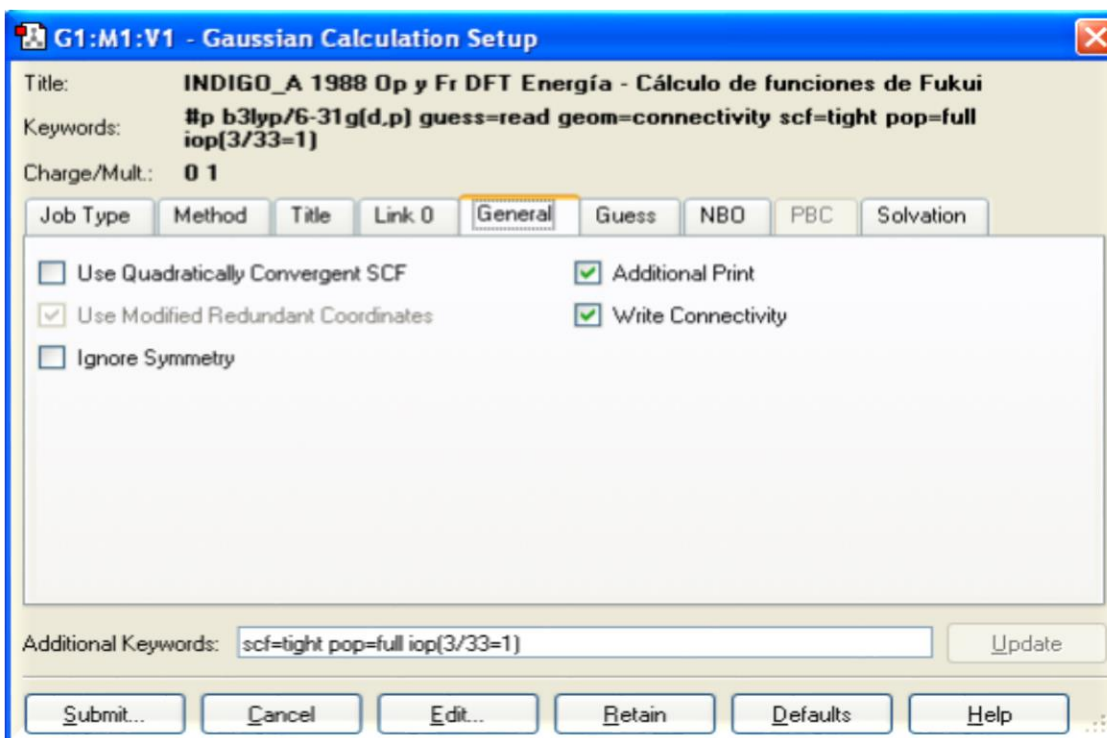 G1:M1:V1 - Gaussian Calculation Setup
Title: INDIGO_A 1988 Op y Fr DFT Energía - Cálculo de funciones de Fukui
Keywords: #p b3lyp/6-31g(d,p) guess=read geom=connectivity scf=tight pop=full
iop(3/33=1)
Charge/Mult.: 0 1
Job Type Method Title Link 0 General Guess NBO PBC Solvation
Use Quadratically Convergent SCF Additional Print
Use Modified Redundant Coordinates Write Connectivity
Ignore Symmetry
Additional Keywords: scf=tight pop=full iop(3/33=1) Update
Submit... Cancel Edit... Retain Defaults Help